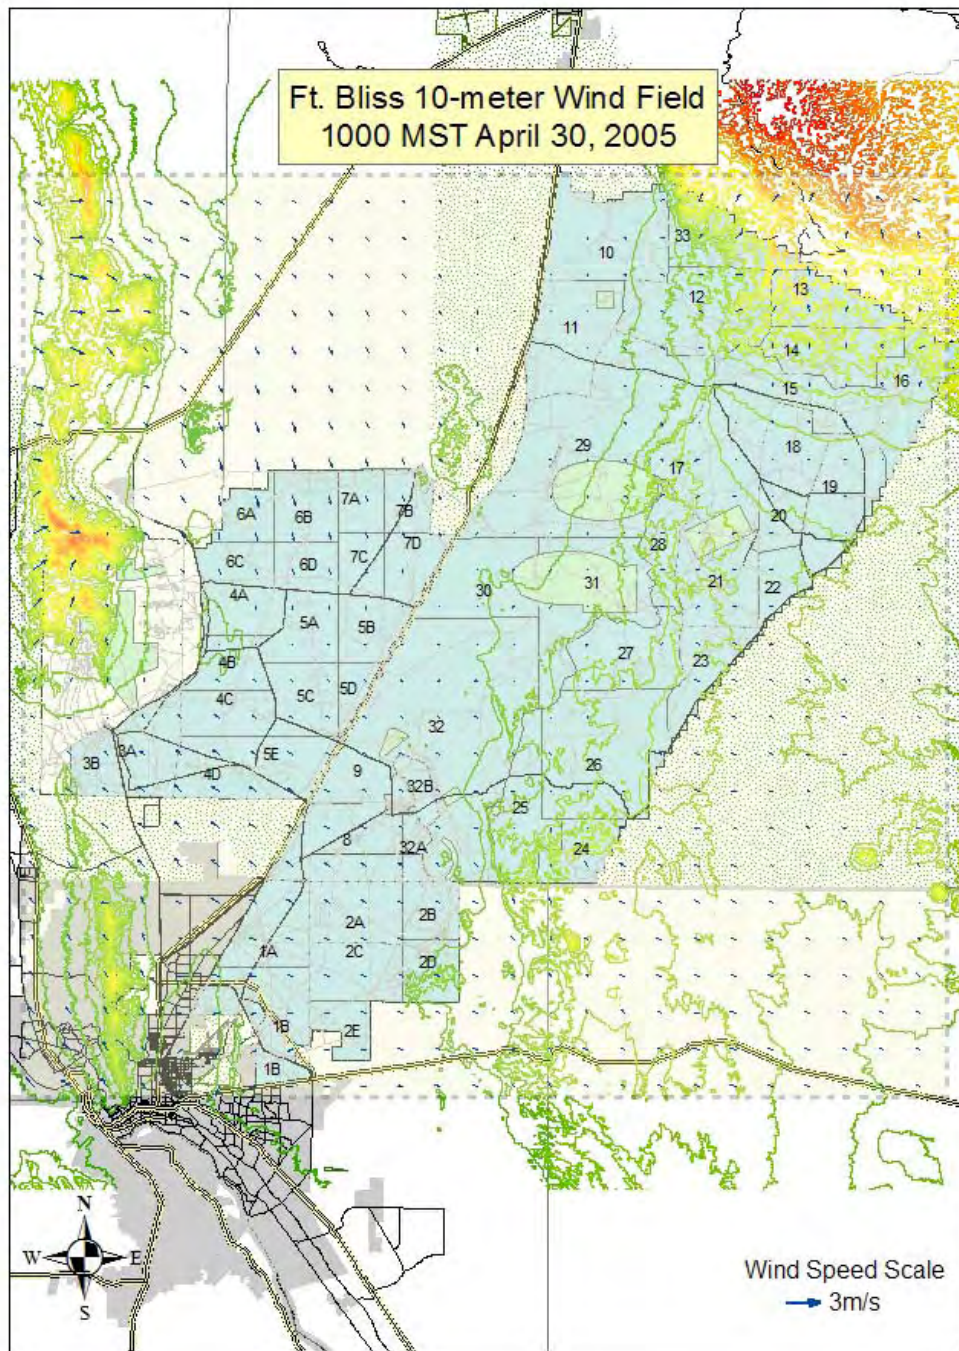 Ft. Bliss 10-meter Wind Field
1000 MST April 30, 2005
10
33
12
13
11
14
15
16
29
17
18
19
20
7A
7B
6A
6B
7C
7D
6C
6D
28
21
22
30
31
4A
5A
5B
27
23
4B
4C
5C
5D
32
3A
3B
4D
5E
9
32B
26
25
8
32A
24
2A
2B
1A
2C
2D
1B
2E
1B
N
W
E
S
Wind Speed Scale
3m/s